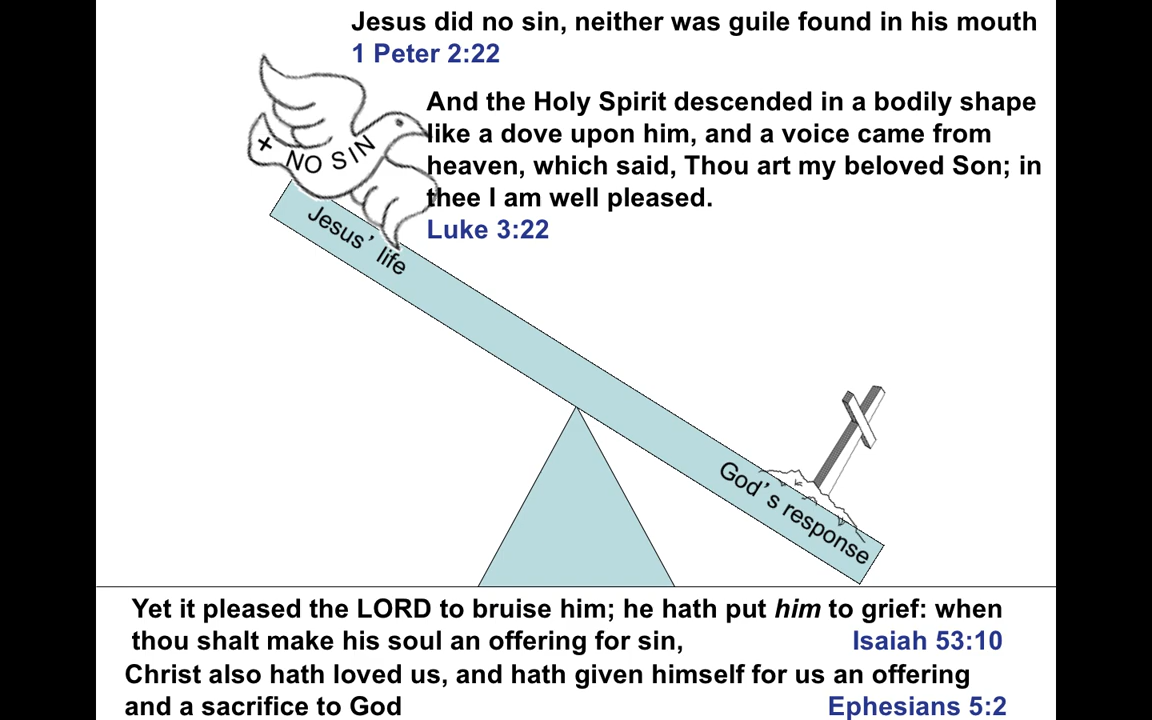 Jesus did no sin, neither was guile found in his mouth
1 Peter 2:22
And the Holy Spirit descended in a bodily shape
like a dove upon him, and a voice came from
heaven, which said, Thou art my beloved Son; in
thee I am well pleased.
Luke 3:22
NO SIN
Jesus’ life
God’s response
Yet it pleased the LORD to bruise him; he hath put him to grief: when
thou shalt make his soul an offering for sin, Isaiah 53:10
Christ also hath loved us, and hath given himself for us an offering
and a sacrifice to God Ephesians 5:2